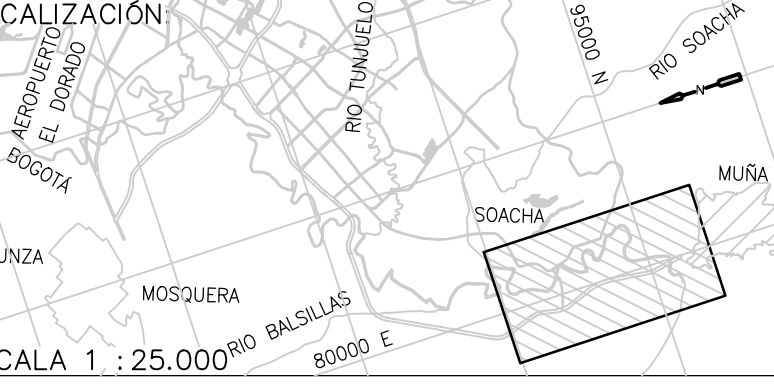 CALIZACIÓN:
AEROPUERTO
EL DORADO
BOGOTÁ
RIO TUNJUELO
95000 N
RIO SOACHA
N
MUÑA
SOACHA
UNZA
MOSQUERA
RIO BALSILLAS
80000 E
CALA 1 : 25.000